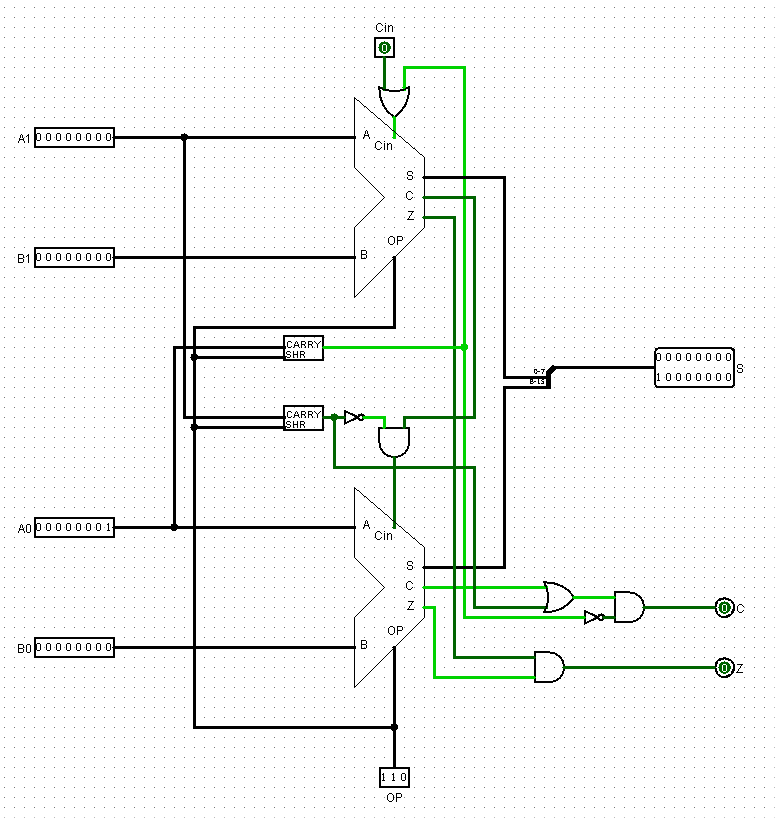 Cin
0
A1 0 0 0 0 0 0 0 0
A
Cin
S
C
Z
OP
B1 0 0 0 0 0 0 0 0
B
CARRY
SHR
0-7
8-15
0 0 0 0 0 0 0 0
1 0 0 0 0 0 0 0
S
CARRY
SHR
A0 0 0 0 0 0 0 0 1
A
Cin
S
C
Z
OP
B0 0 0 0 0 0 0 0 0
B
0 C
0 Z
1 1 0
OP